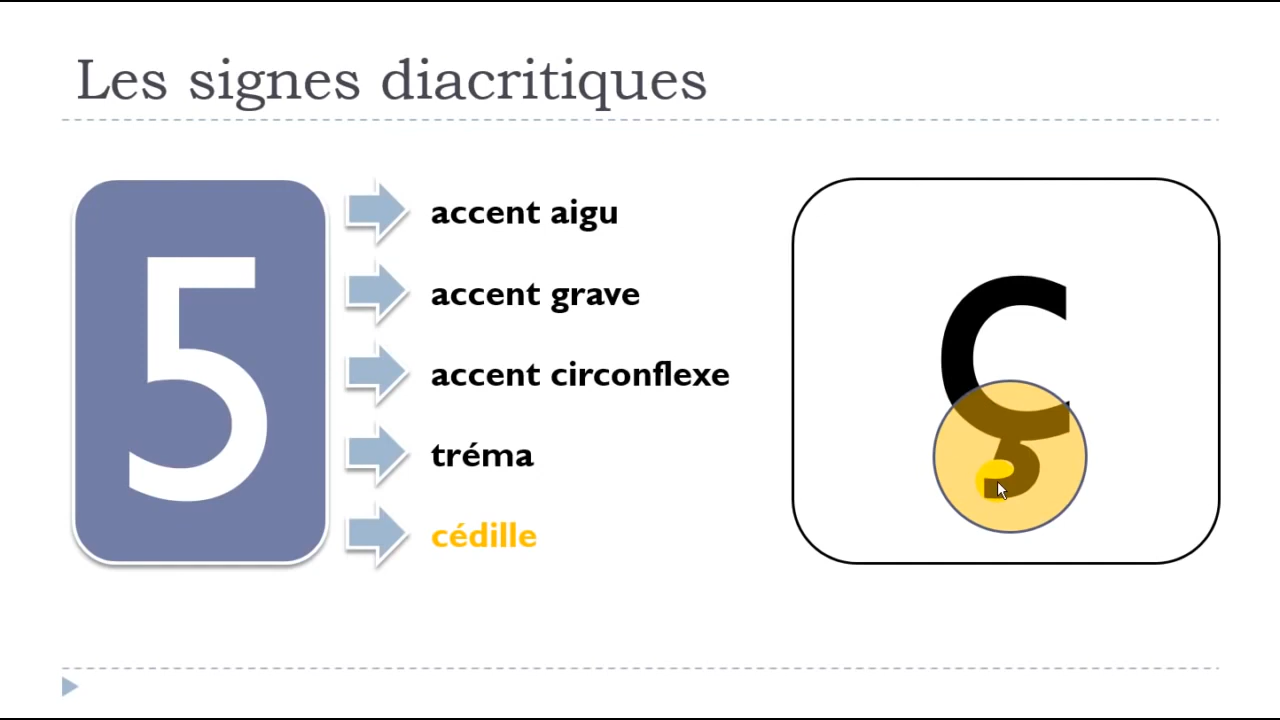 Les signes diacritiques
5
accent aigu
accent grave
accent circonflexe
tréma
cédille
Ç